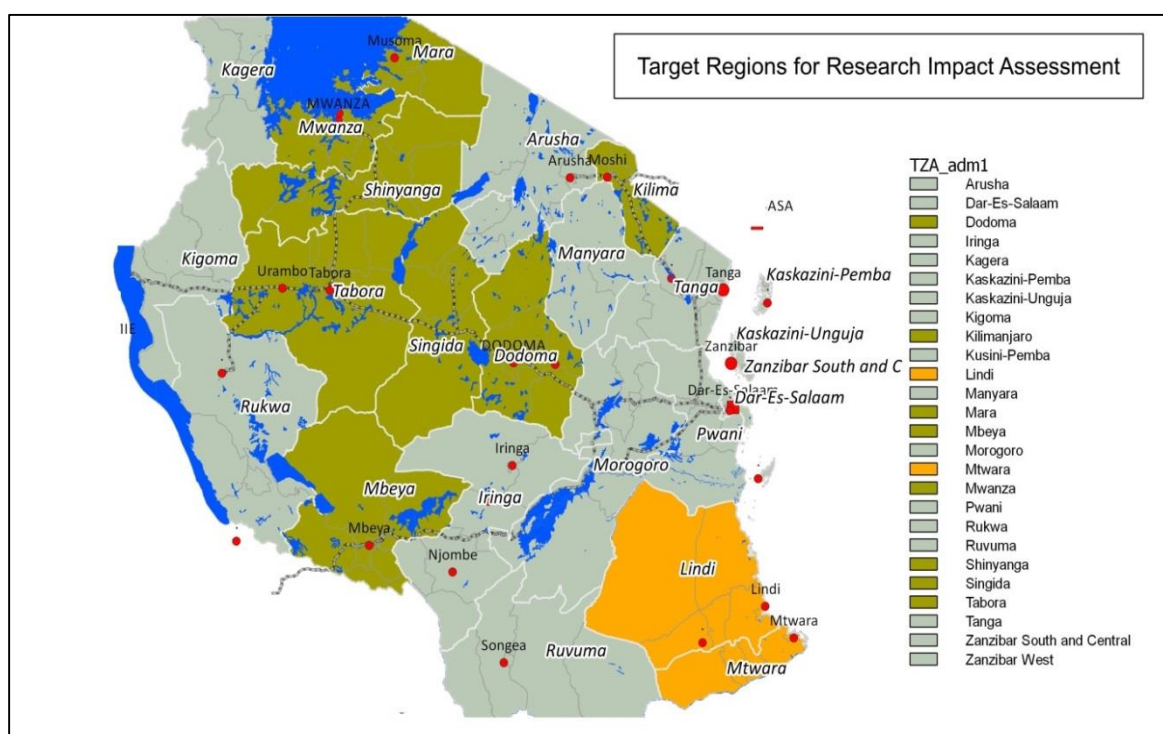 Target Regions for Research Impact Assessment
Musoma
Mara
Kagera
MWANZA
Mwanza
Arusha
Arusha
Moshi
Shinyanga
Kilima
ASA
Kigoma
Manyara
Urambo
Tabora
Tabora
Tanga
Tanga
Kaskazini-Pemba
IIE
Singida
DODOMA
Dodoma
Kaskazini-Unguja
Zanzibar
Zanzibar South and C
Rukwa
Dar-Es-Salaam
Dar-Es-Salaam
Pwani
Iringa
Morogoro
Mbeya
Iringa
Mbeya
Njombe
Lindi
Lindi
Mtwara
Songea
Ruvuma
Mtwara
TZA_adm1
Arusha
Dar-Es-Salaam
Dodoma
Iringa
Kagera
Kaskazini-Pemba
Kaskazini-Unguja
Kigoma
Kilimanjaro
Kusini-Pemba
Lindi
Manyara
Mara
Mbeya
Morogoro
Mtwara
Mwanza
Pwani
Rukwa
Ruvuma
Shinyanga
Singida
Tabora
Tanga
Zanzibar South and Central
Zanzibar West